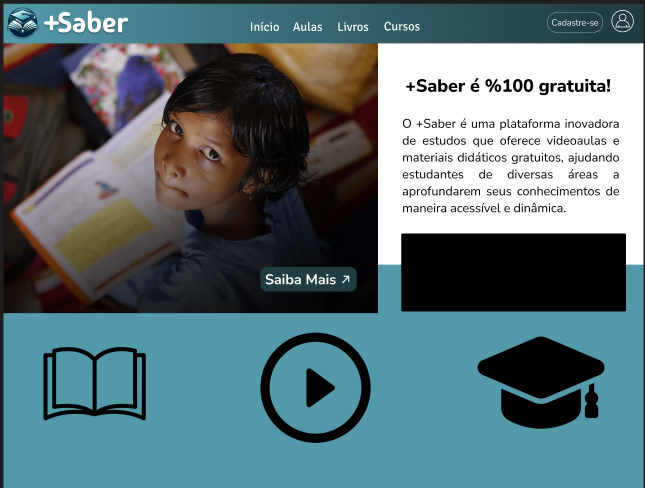 +Saber
Início Aulas Livros Cursos
Cadastre-se
+Saber é %100 gratuita!
O +Saber é uma plataforma inovadora
de estudos que oferece videoaulas e
materiais didáticos gratuitos, ajudando
estudantes de diversas áreas a
aprofundarem seus conhecimentos de
maneira acessível e dinâmica.
Saiba Mais